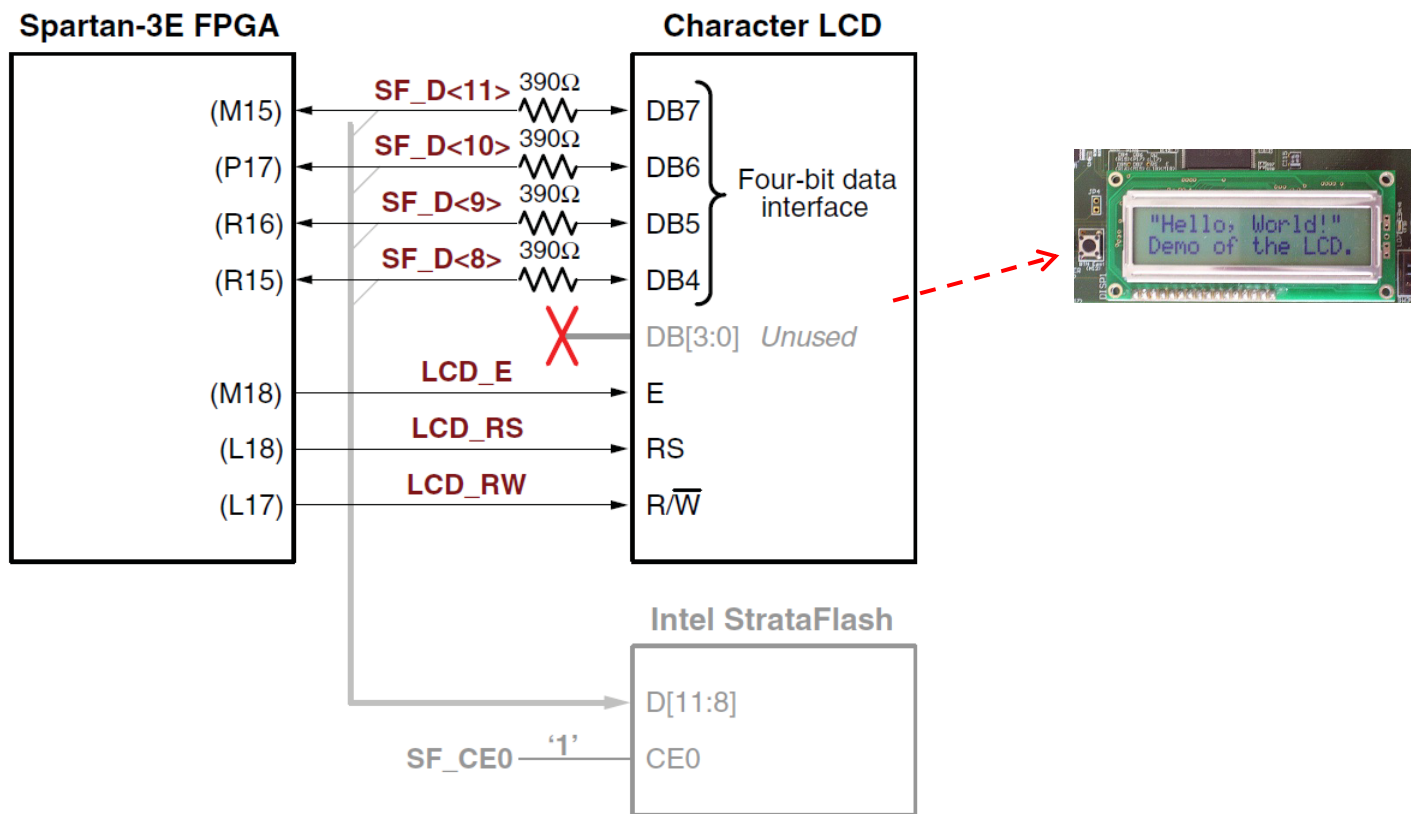 Spartan-3E FPGA
Character LCD
(M15)
SF_D<11>
390Ω
DB7
(P17)
SF_D<10>
390Ω
DB6
(R16)
SF_D<9>
390Ω
DB5
(R15)
SF_D<8>
390Ω
DB4
Four-bit data
interface
DB[3:0] Unused
(M18)
LCD_E
E
(L18)
LCD_RS
RS
(L17)
LCD_RW
R/W̅
Intel StrataFlash
D[11:8]
SF_CE0
‘1’
CE0
"Hello, World!"
Demo of the LCD.
JP4
DISP1